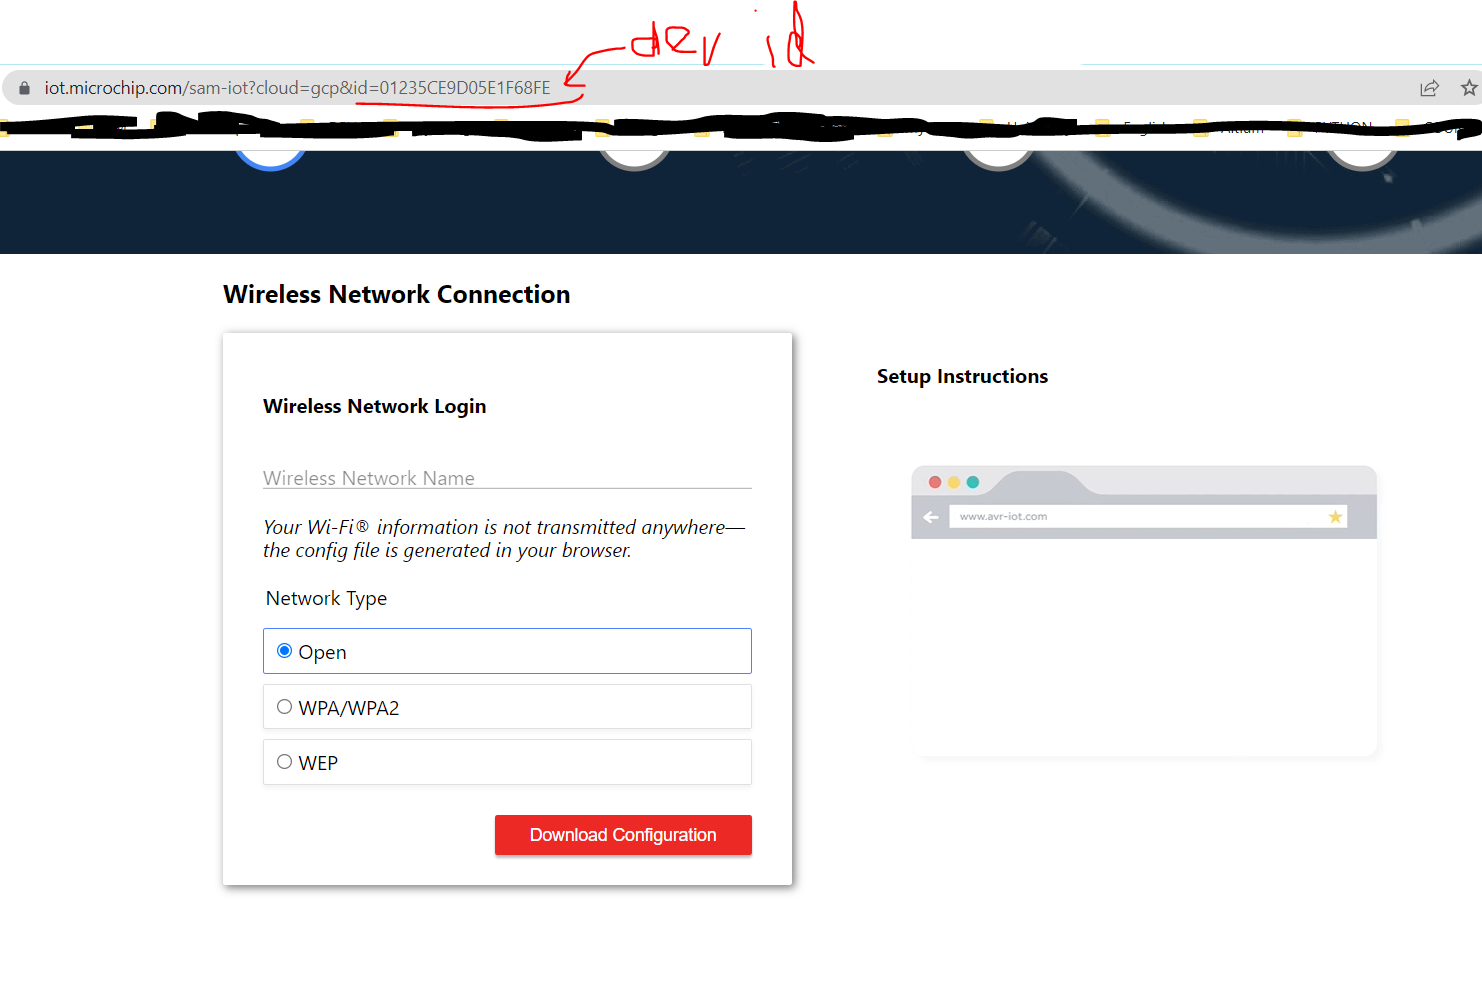 dev id
iot.microchip.com/sam-iot?cloud=gcp&id=01235CE9D05E1F68FE
Wireless Network Connection
Wireless Network Login
Wireless Network Name
Your Wi-Fi® information is not transmitted anywhere—
the config file is generated in your browser.
Network Type
Open
WPA/WPA2
WEP
Download Configuration
Setup Instructions
www.avr-iot.com